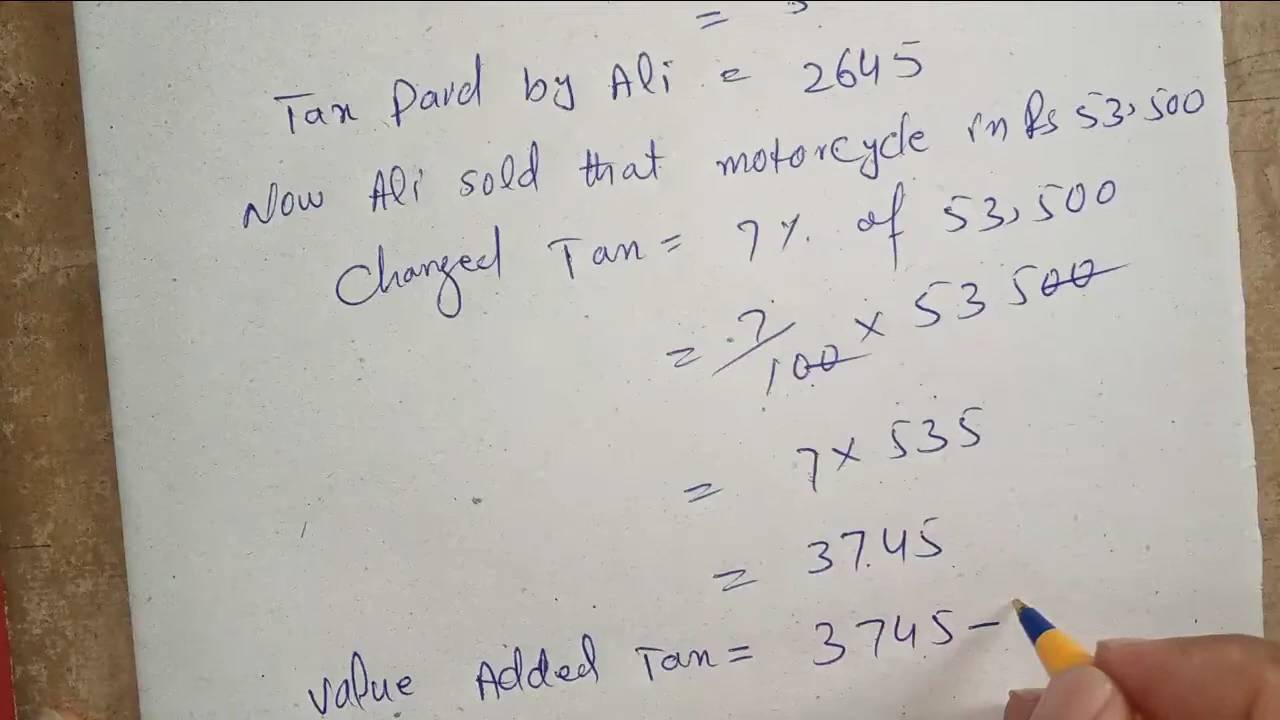 =
Tax Paid by Ali = 2645
Now Ali sold that motorcycle in Rs 53,500
Charged Tax = 7% of 53,500
= 7/100 × 53500
= 7 × 535
= 3745
Value Added Tax = 3745 -